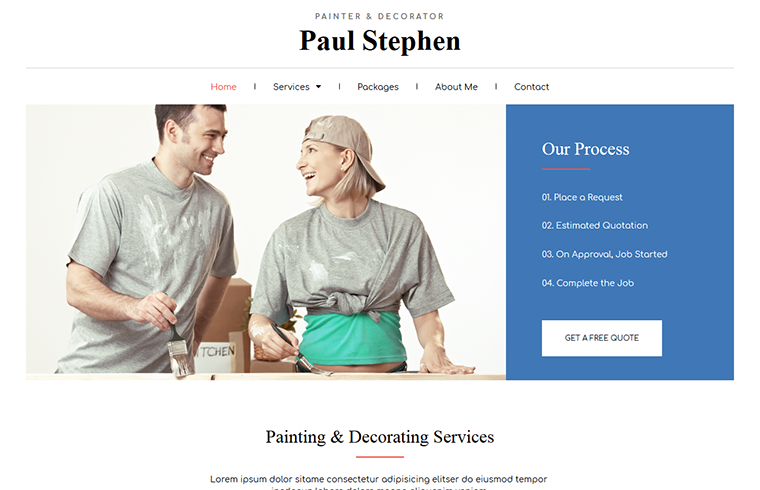 PAINTER & DECORATOR
Paul Stephen
Home | Services | Packages | About Me | Contact
Our Process
01. Place a Request
02. Estimated Quotation
03. On Approval, Job Started
04. Complete the Job
GET A FREE QUOTE
ITCHEN
Painting & Decorating Services
Lorem ipsum dolor sitame consectetur adipisicing elitser do eiusmod tempor